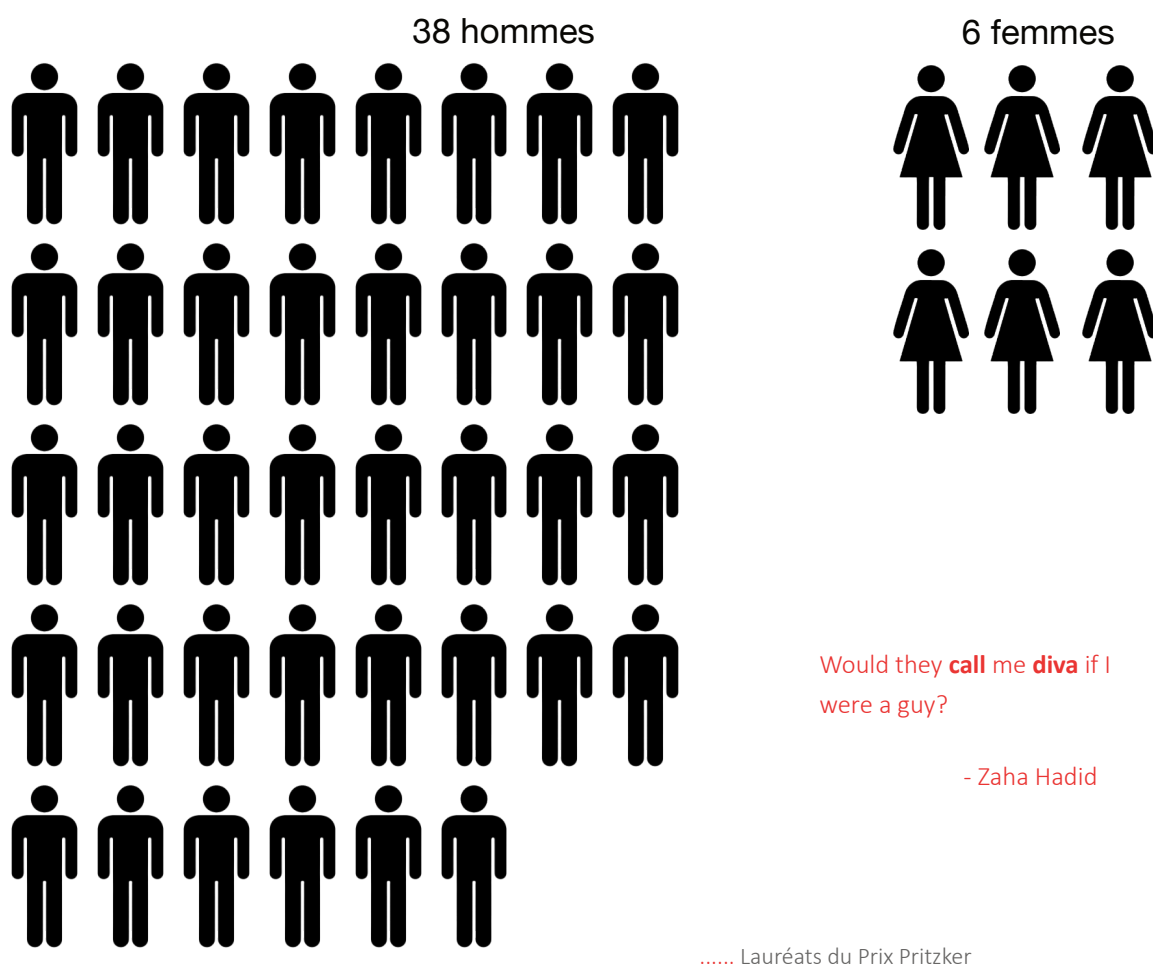 38 hommes
6 femmes
Would they call me diva if I
were a guy?
- Zaha Hadid
...... Lauréats du Prix Pritzker